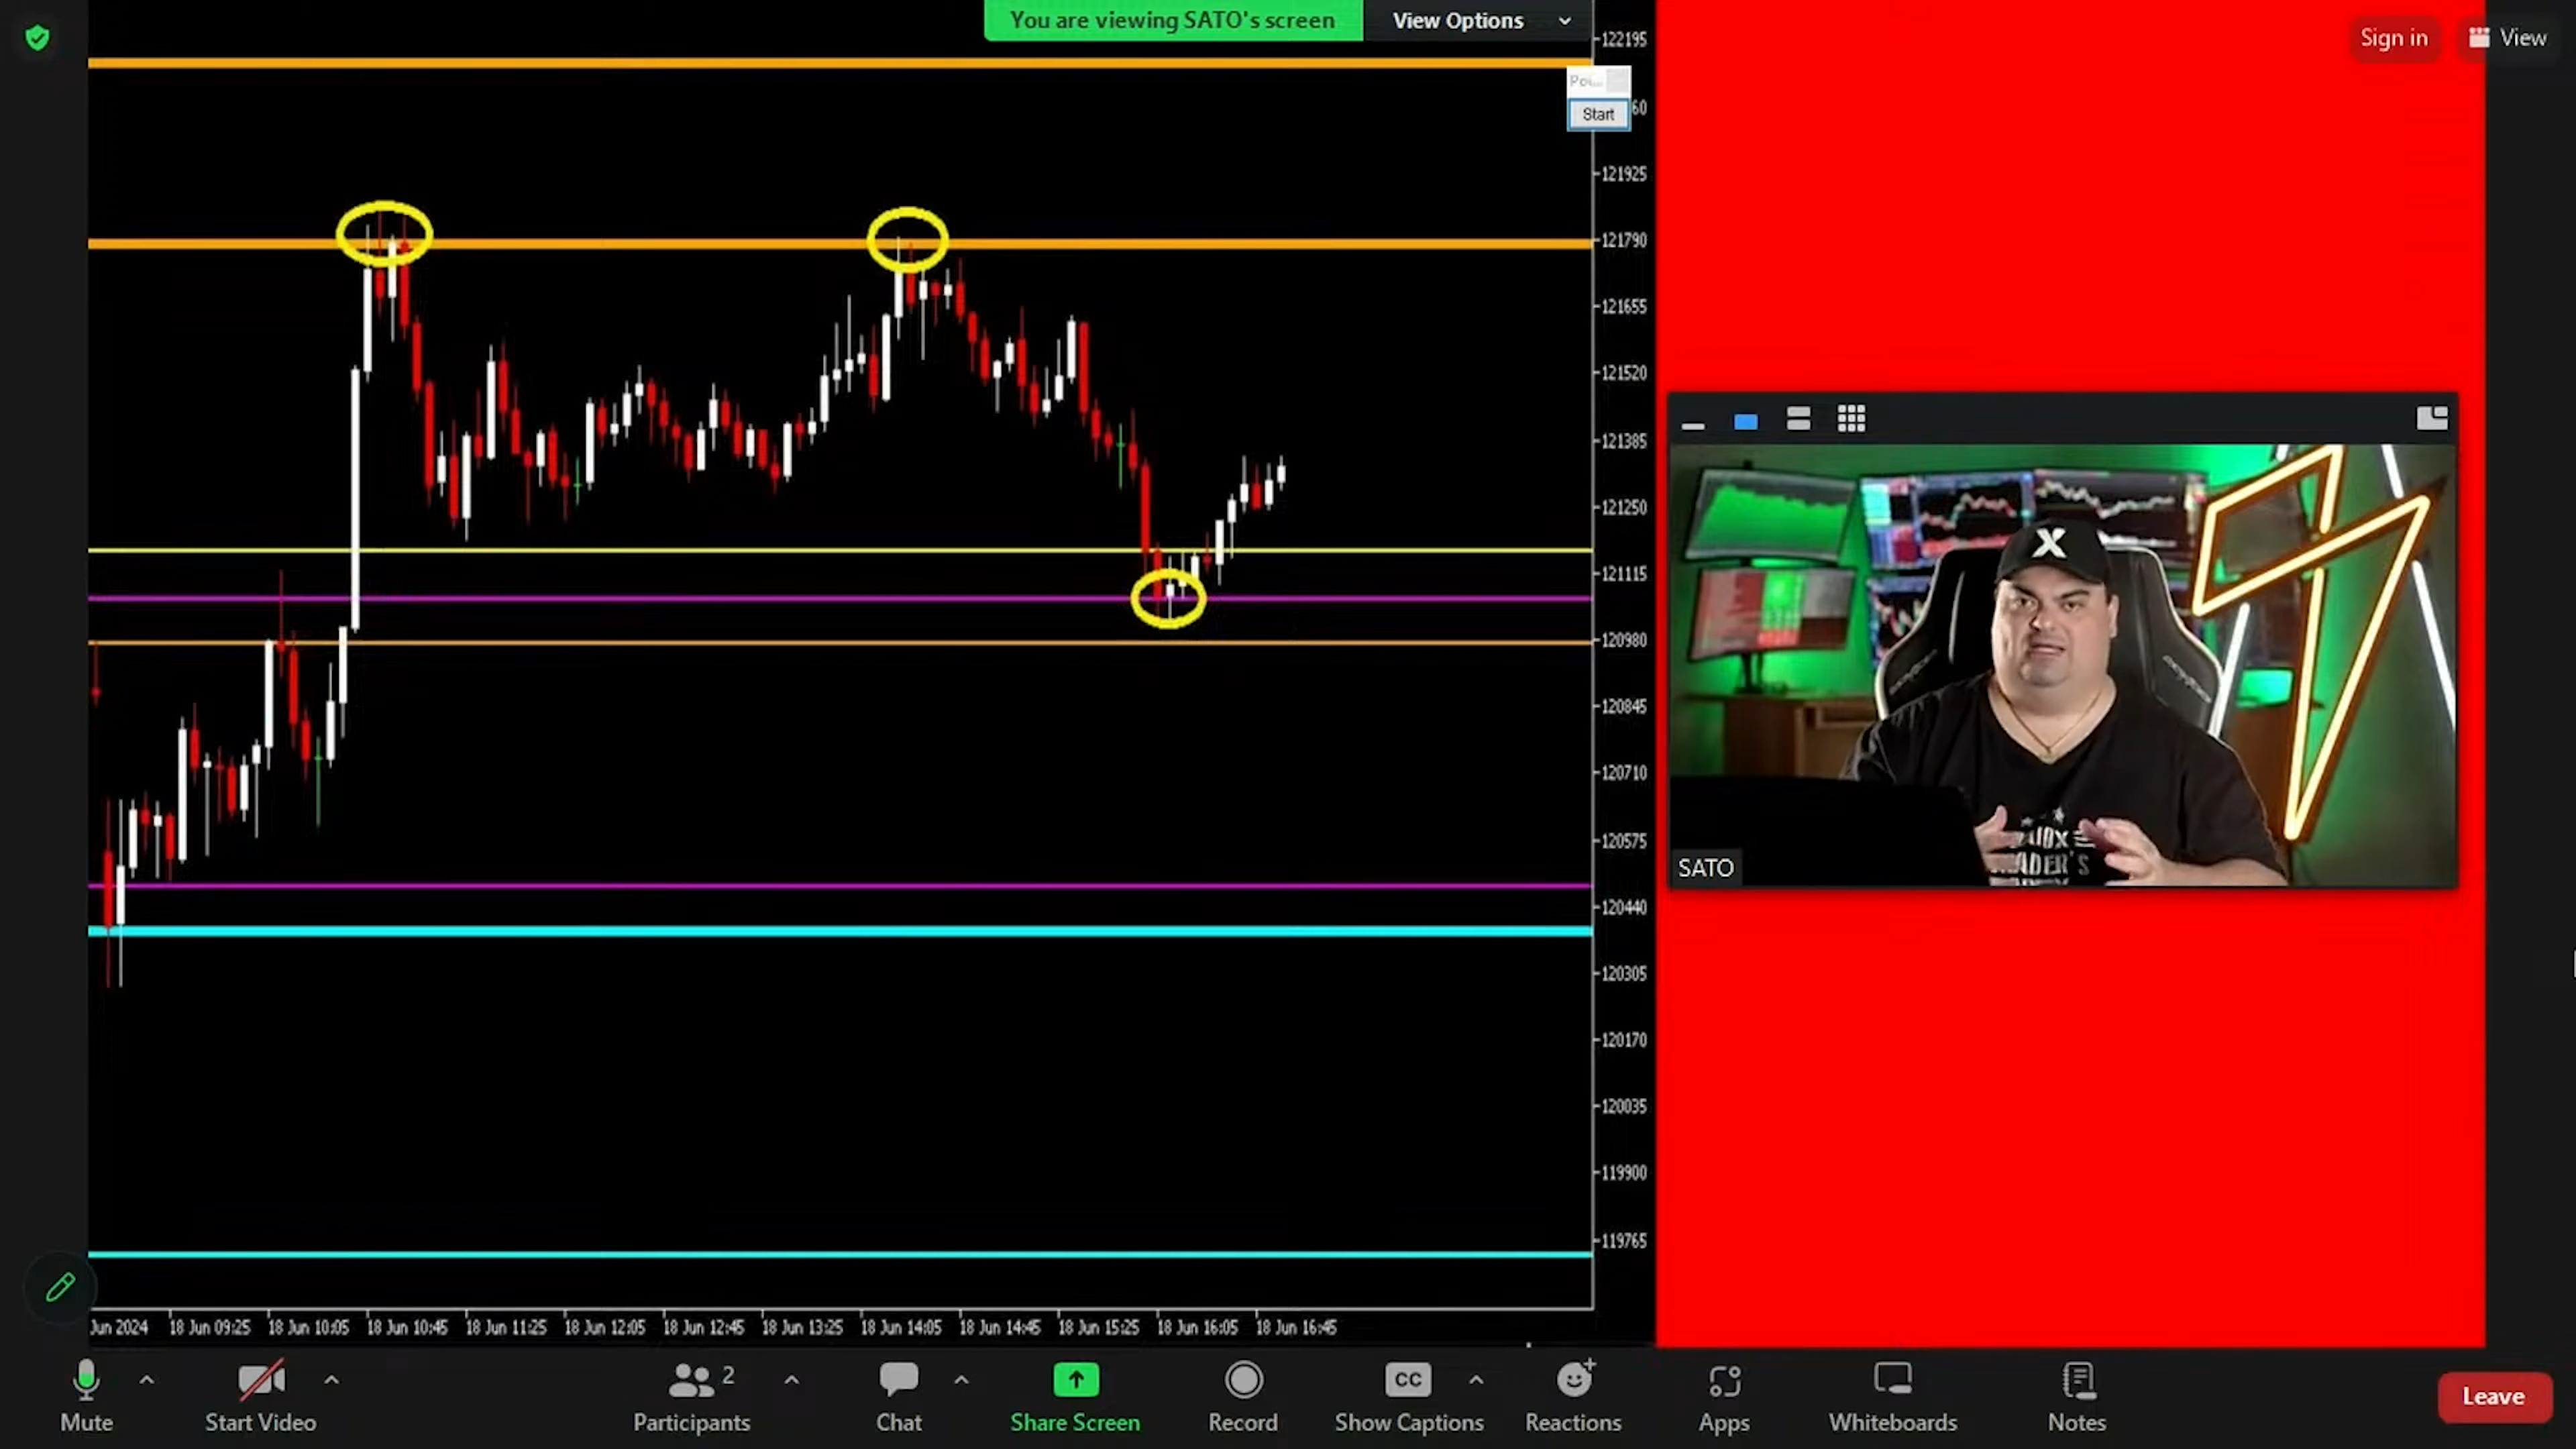 You are viewing SATO's screen
View Options
Sign in
View
Poi...
Start
122195
60
121925
121790
121655
121520
121385
121250
121115
120980
120845
120710
120575
120440
120305
120170
120035
119900
119765
X
SATO
Jun 2024
18 Jun 09:25
18 Jun 10:05
18 Jun 10:45
18 Jun 11:25
18 Jun 12:05
18 Jun 12:45
18 Jun 13:25
18 Jun 14:05
18 Jun 14:45
18 Jun 15:25
18 Jun 16:05
18 Jun 16:45
Mute
Start Video
2
Participants
Chat
Share Screen
Record
CC
Show Captions
Reactions
Apps
Whiteboards
Notes
Leave